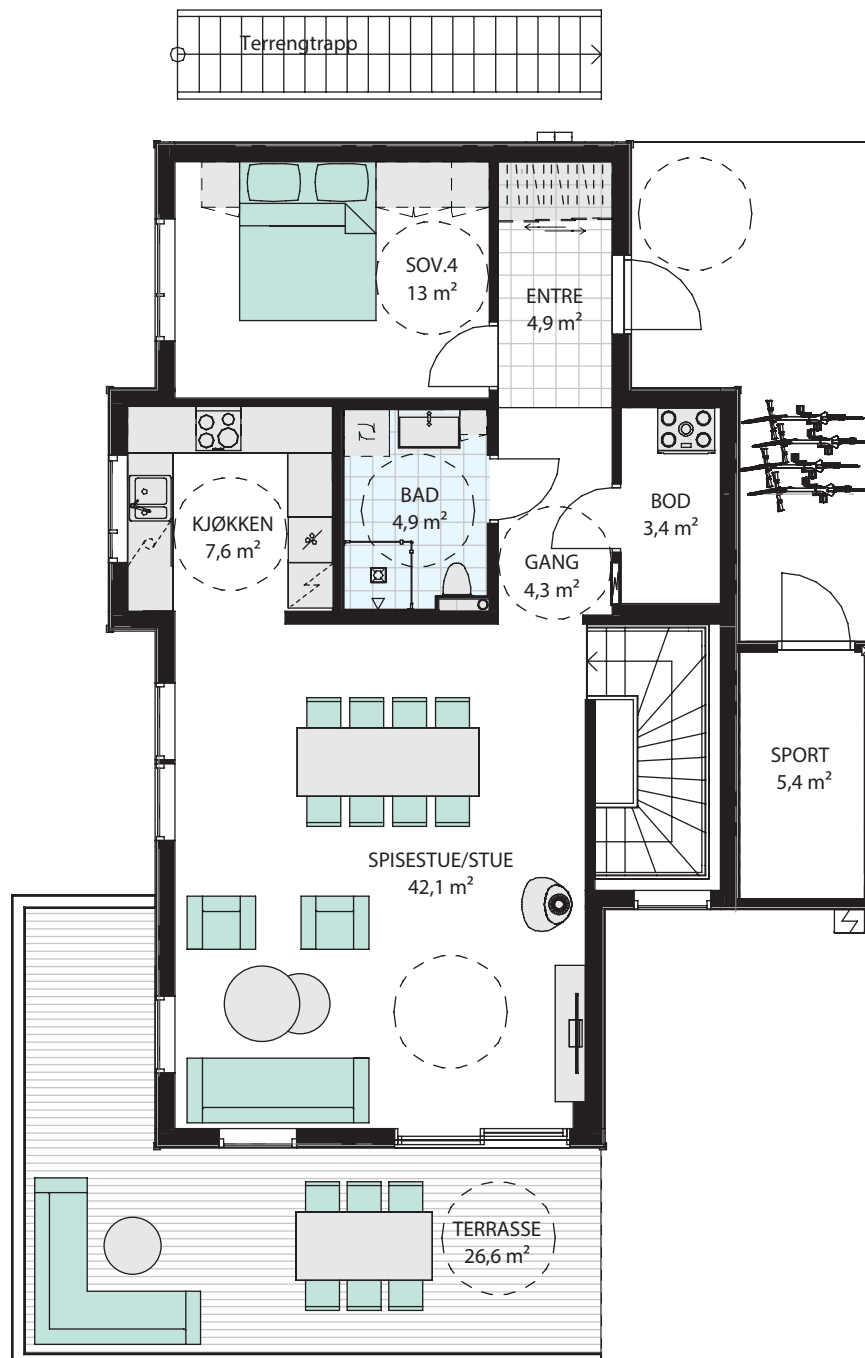 Terrengtrapp
SOV.4
13 m²
ENTRE
4,9 m²
KJØKKEN
7,6 m²
BAD
4,9 m²
GANG
4,3 m²
BOD
3,4 m²
SPORT
5,4 m²
SPISESTUE/STUE
42,1 m²
TERRASSE
26,6 m²